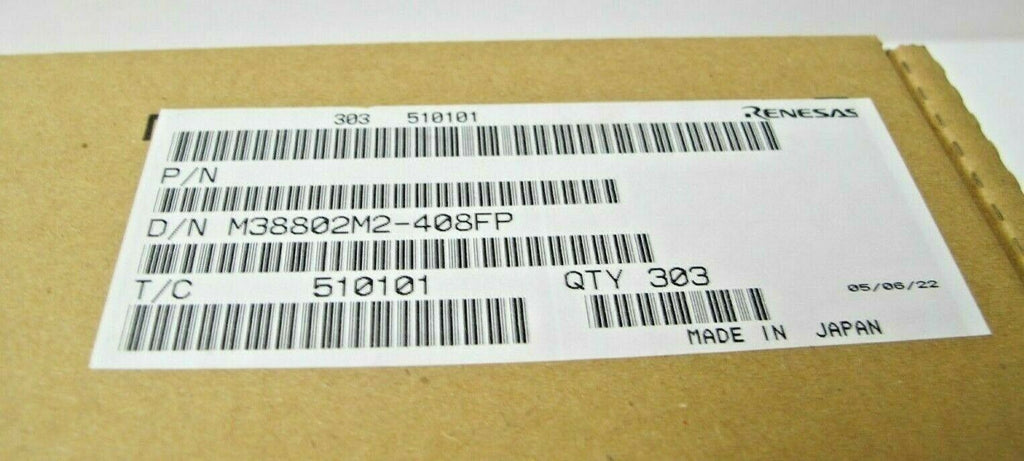 303 510101 RENESAS
P/N
D/N M38802M2-408FP
T/C 510101 QTY 303
05/06/22
MADE IN JAPAN